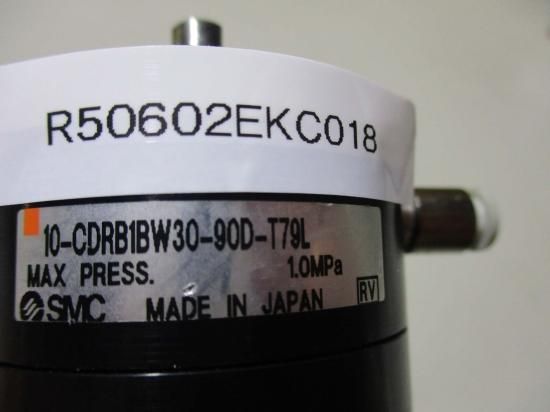 R50602EKC018
10-CDRB1BW30-90D-T79L
MAX PRESS. 1.0MPa
SMC MADE IN JAPAN RV